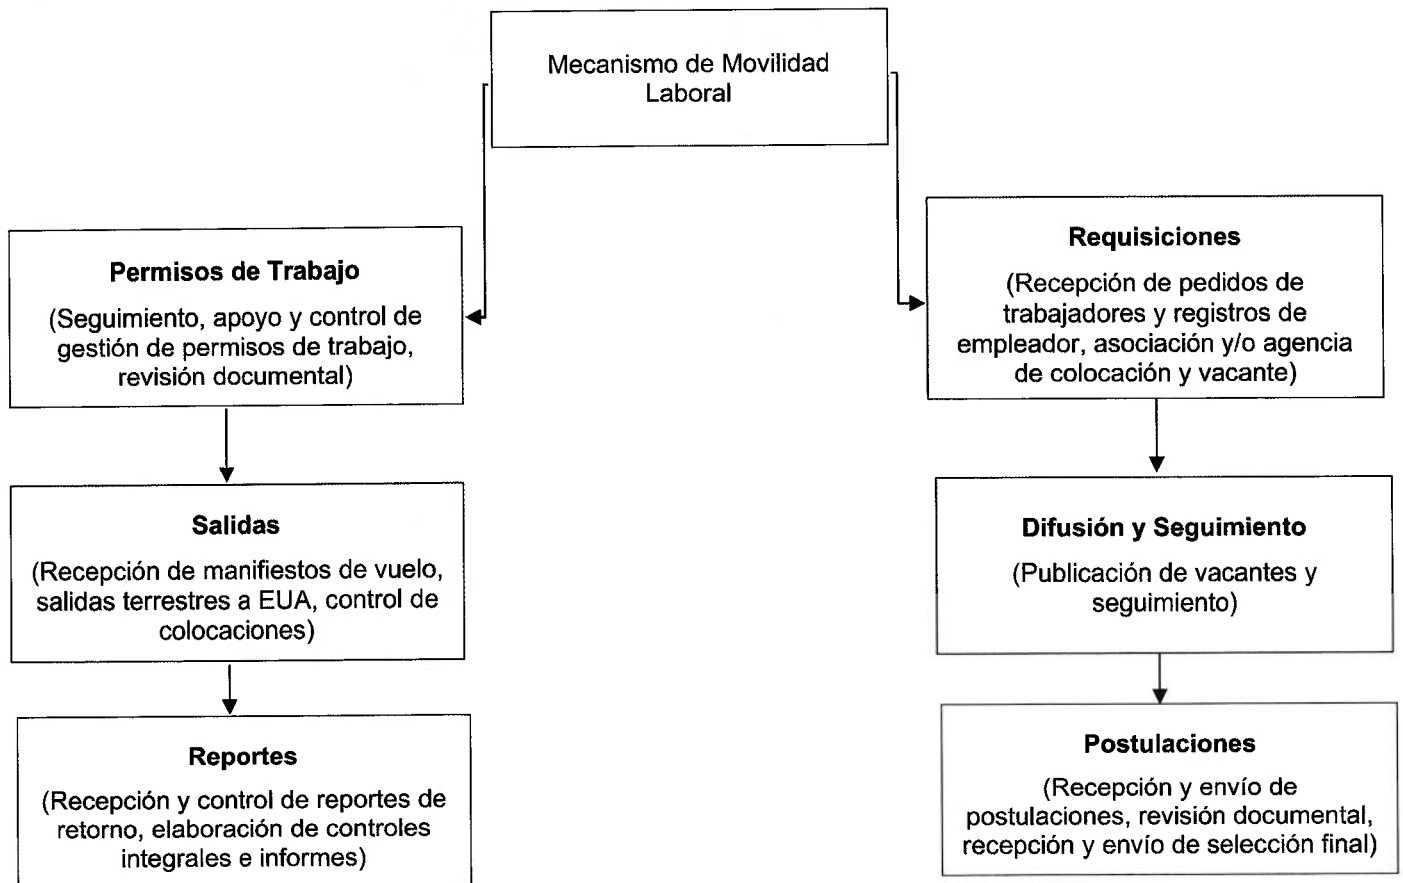 Mecanismo de Movilidad
Laboral
Permisos de Trabajo
(Seguimiento, apoyo y control de
gestión de permisos de trabajo,
revisión documental)
Salidas
(Recepción de manifiestos de vuelo,
salidas terrestres a EUA, control de
colocaciones)
Reportes
(Recepción y control de reportes de
retorno, elaboración de controles
integrales e informes)
Requisiciones
(Recepción de pedidos de
trabajadores y registros de
empleador, asociación y/o agencia
de colocación y vacante)
Difusión y Seguimiento
(Publicación de vacantes y
seguimiento)
Postulaciones
(Recepción y envío de
postulaciones, revisión documental,
recepción y envío de selección final)